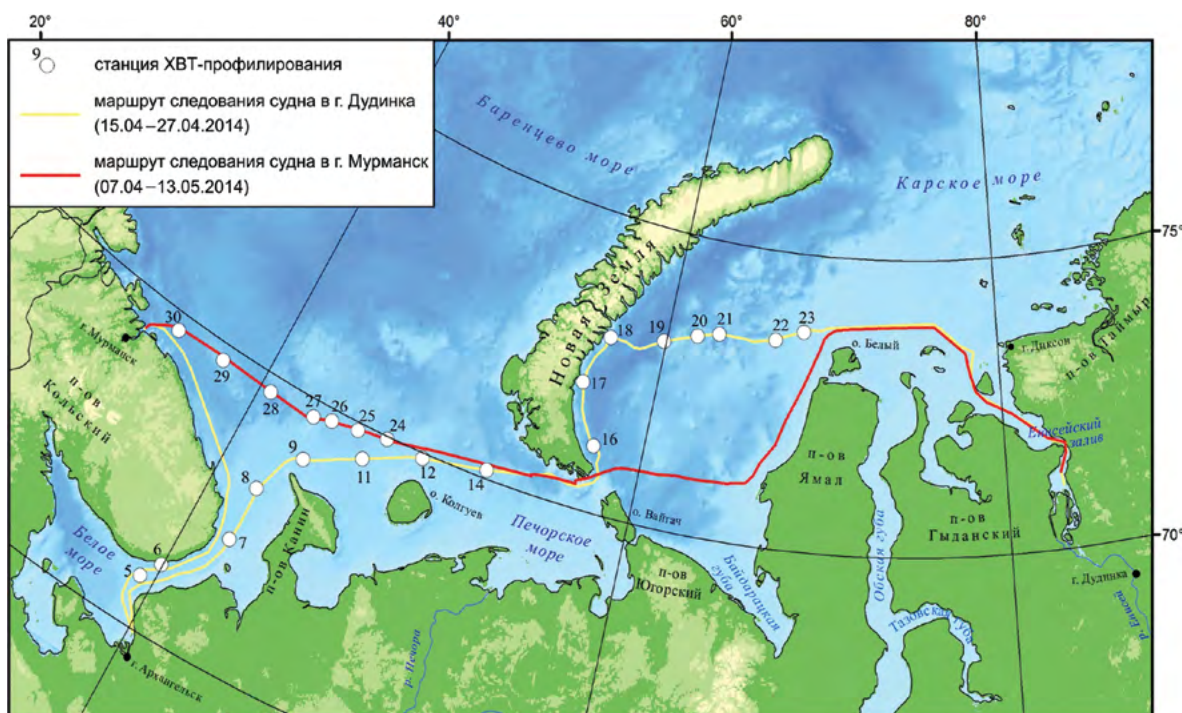 20°
40°
60°
80°
9
станция ХВТ-профилирования
маршрут следования судна в г. Дудинка
(15.04–27.04.2014)
маршрут следования судна в г. Мурманск
(07.04–13.05.2014)
Баренцево море
Карское море
75°
Новая Земля
п-ов Таймыр
г. Диксон
г. Мурманск
30
29
28
27
26
25
24
18
19
20
21
22
23
17
16
о. Белый
п-ов
Кольский
9
11
12
14
8
7
6
5
о. Колгуев
Печорское
море
о. Вайгач
п-ов
Ямал
Обская губа
п-ов
Гыданский
Енисейский
залив
70°
Белое
море
п-ов Канин
п-ов
Югорский
Байдарацкая
губа
Тазовская губа
г. Дудинка
р. Енисей
р. Печора
г. Архангельск